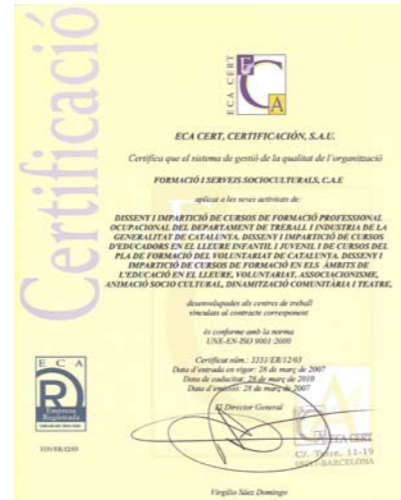 Certificació
ECA CERT
E C A
ECA CERT, CERTIFICACIÓN, S.A.U.
Certifica que el sistema de gestió de la qualitat de l'organització
FORMACIÓ I SERVEIS SOCIOCULTURALS, C.A.E
aplicat a les seves activitats de:
DISSENY I IMPARTICIÓ DE CURSOS DE FORMACIÓ PROFESSIONAL
OCUPACIONAL DEL DEPARTAMENT DE TREBALL I INDUSTRIA DE LA
GENERALITAT DE CATALUNYA. DISSENY I IMPARTICIÓ DE CURSOS
D'EDUCADORS EN EL LLEURE INFANTIL I JUVENIL I DE CURSOS DEL
PLA DE FORMACIÓ DEL VOLUNTARIAT DE CATALUNYA. DISSENY I
IMPARTICIÓ DE CURSOS DE FORMACIÓ EN ELS ÀMBITS DE
L'EDUCACIÓ EN EL LLEURE, VOLUNTARIAT, ASSOCIACIONISME,
ANIMACIÓ SOCIO CULTURAL, DINAMITZACIÓ COMUNITÀRIA I TEATRE,
desenvolupades als centres de treball
vinculats al contracte corresponent
és conforme amb la norma
UNE-EN-ISO 9001:2000
Certificat núm.: 3331/ER/12/03
Data d'entrada en vigor: 28 de març de 2007
Data de caducitat: 28 de març de 2010
Data d'emissió: 28 de març de 2007
El Director General
E C A
R
Empresa
Registrada
3331/ER/12/03
ECA CERT
11-19
BARCELONA
Virgilio Sáez Domingo